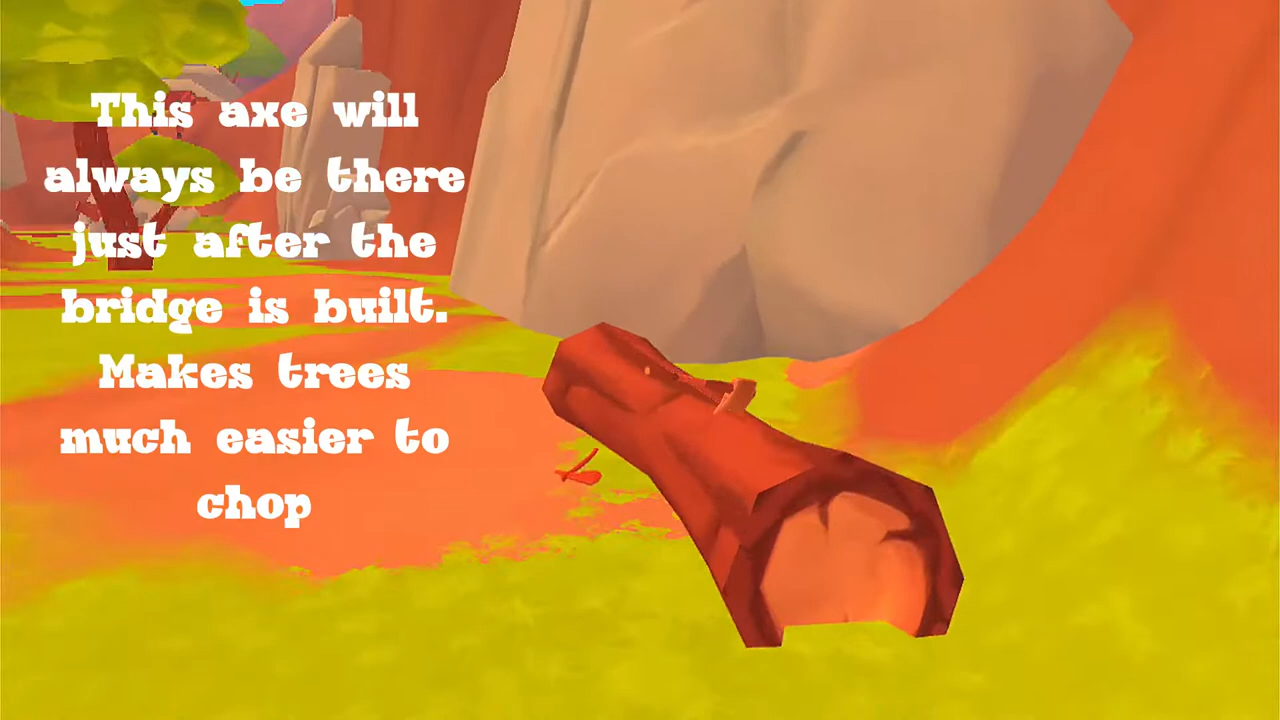 This axe will
always be there
just after the
bridge is built.
Makes trees
much easier to
chop